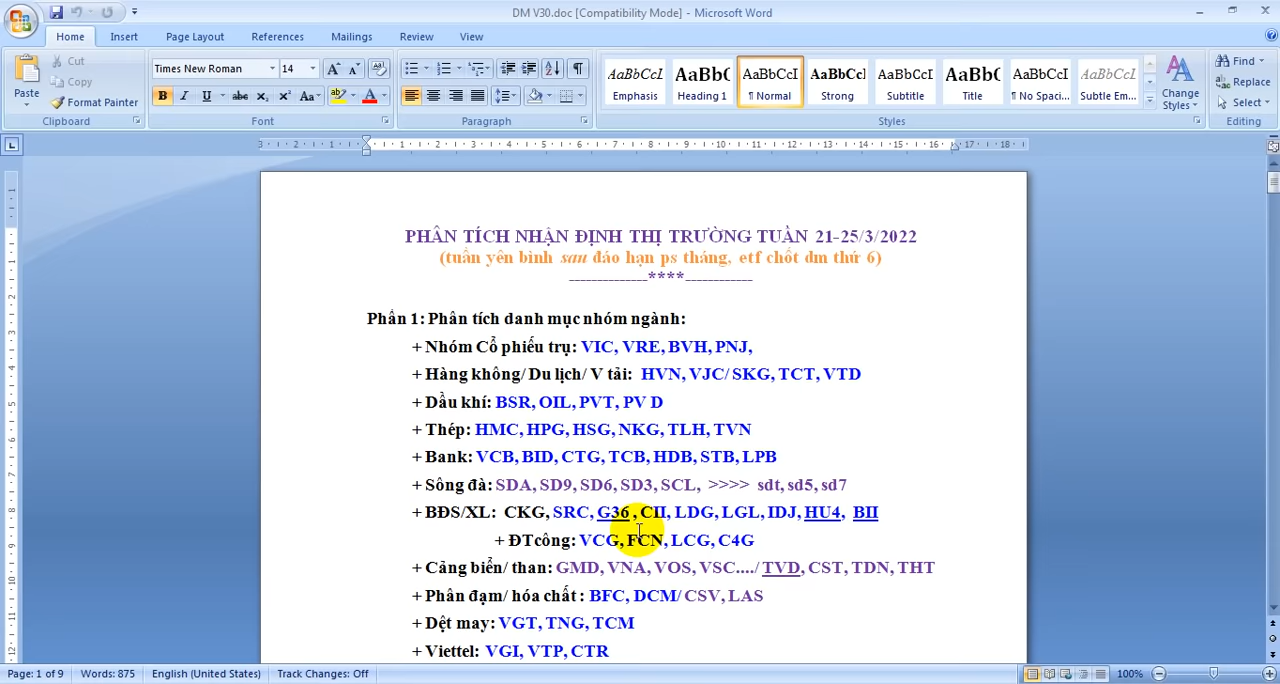 DM V30.doc [Compatibility Mode] - Microsoft Word
Home Insert Page Layout References Mailings Review View
Paste Cut Copy Format Painter Clipboard
Times New Roman 14 Font
Paragraph
AaBbCcI Emphasis AaBbC Heading 1 AaBbCcI ¶ Normal AaBbCcI Strong AaBbCcI Subtitle AaBbC Title AaBbCcI ¶ No Spaci... AaBbCcI Subtle Em... Change Styles Styles
Find Replace Select Editing
PHÂN TÍCH NHẬN ĐỊNH THỊ TRƯỜNG TUẦN 21-25/3/2022
(tuần yên bình sau đáo hạn ps tháng, etf chốt dm thứ 6)
--------------****------------
Phần 1: Phân tích danh mục nhóm ngành:
+ Nhóm Cổ phiếu trụ: VIC, VRE, BVH, PNJ,
+ Hàng không/ Du lịch/ V tải: HVN, VJC/ SKG, TCT, VTD
+ Dầu khí: BSR, OIL, PVT, PV D
+ Thép: HMC, HPG, HSG, NKG, TLH, TVN
+ Bank: VCB, BID, CTG, TCB, HDB, STB, LPB
+ Sông đà: SDA, SD9, SD6, SD3, SCL, >>>> sdt, sd5, sd7
+ BĐS/XL: CKG, SRC, G36 , CII, LDG, LGL, IDJ, HU4, BII
+ ĐTcông: VCG, FCN, LCG, C4G
+ Cảng biển/ than: GMD, VNA, VOS, VSC..../ TVD, CST, TDN, THT
+ Phân đạm/ hóa chất : BFC, DCM/ CSV, LAS
+ Dệt may: VGT, TNG, TCM
+ Viettel: VGI, VTP, CTR
Page: 1 of 9 Words: 875 English (United States) Track Changes: Off 100%